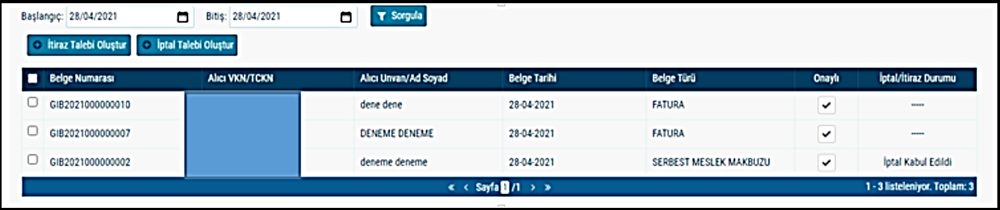 Başlangıç: 28/04/2021 Bitiş: 28/04/2021 Sorgula
İtiraz Talebi Oluştur İptal Talebi Oluştur
Belge Numarası Alıcı VKN/TCKN Alıcı Unvan/Ad Soyad Belge Tarihi Belge Türü Onaylı İptal/İtiraz Durumu
GIB2021000000010 dene dene 28-04-2021 FATURA -----
GIB2021000000007 DENEME DENEME 28-04-2021 FATURA -----
GIB2021000000002 deneme deneme 28-04-2021 SERBEST MESLEK MAKBUZU İptal Kabul Edildi
« < Sayfa 1 /1 > » 1 - 3 listeleniyor. Toplam: 3